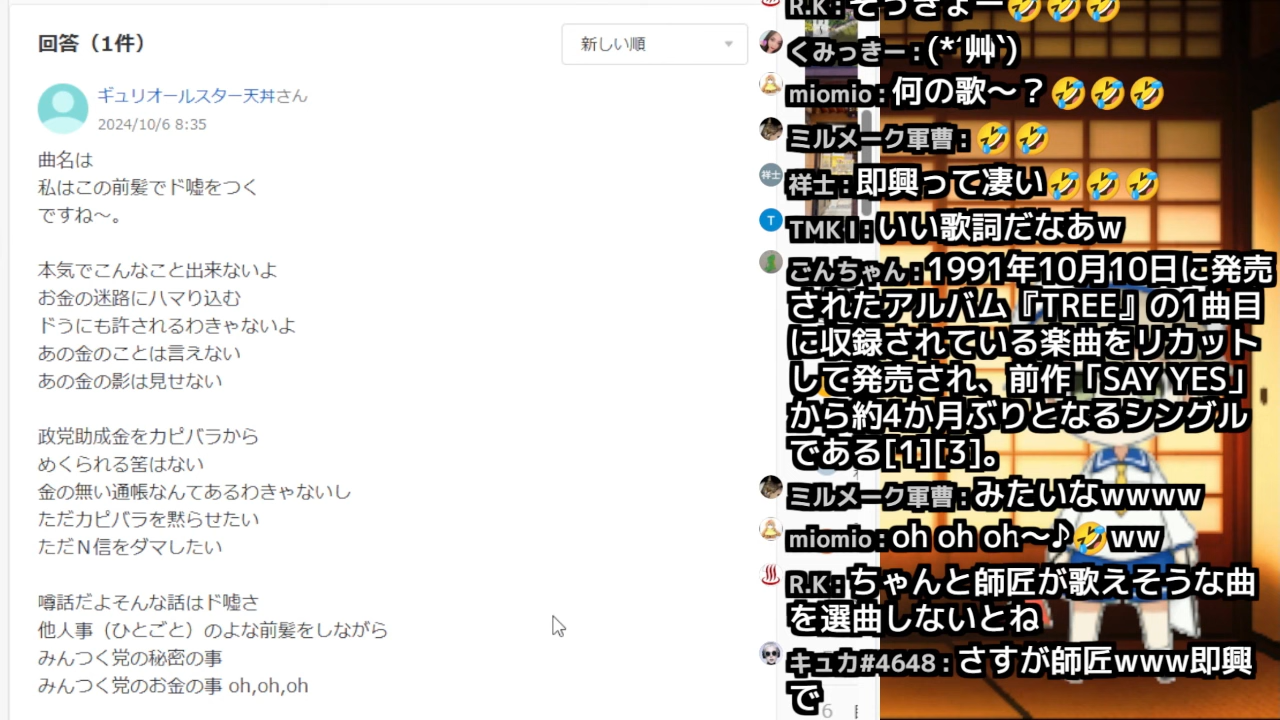 回答（1件）
新しい順
ギュリオールスター天丼さん
2024/10/6 8:35
曲名は
私はこの前髪でド嘘をつく
ですね～。
本気でこんなこと出来ないよ
お金の迷路にハマり込む
ドうにも許されるわきゃないよ
あの金のことは言えない
あの金の影は見せない
政党助成金をカピバラから
めくられる筈はない
金の無い通帳なんてあるわきゃないし
ただカピバラを黙らせたい
ただＮ信をダマしたい
噂話だよそんな話はド嘘さ
他人事（ひとごと）のよな前髪をしながら
みんつく党の秘密の事
みんつく党のお金の事 oh,oh,oh
R.K : そっきょー🤣🤣🤣
くみっきー : (*´艸`)
miomio : 何の歌～？🤣🤣🤣
ミルメーク軍曹 : 🤣🤣
祥士
祥士 : 即興って凄い🤣🤣🤣
T
TMK I : いい歌詞だなあw
ごんちゃん : 1991年10月10日に発売
されたアルバム『TREE』の1曲目
に収録されている楽曲をリカット
して発売され、前作「SAY YES」
から約4か月ぶりとなるシングル
である[1][3]。
ミルメーク軍曹 : みたいなwwww
miomio : oh oh oh～♪🤣ww
R.K : ちゃんと師匠が歌えそうな曲
を選曲しないとね
キュカ#4648 : さすが師匠www即興
で
6